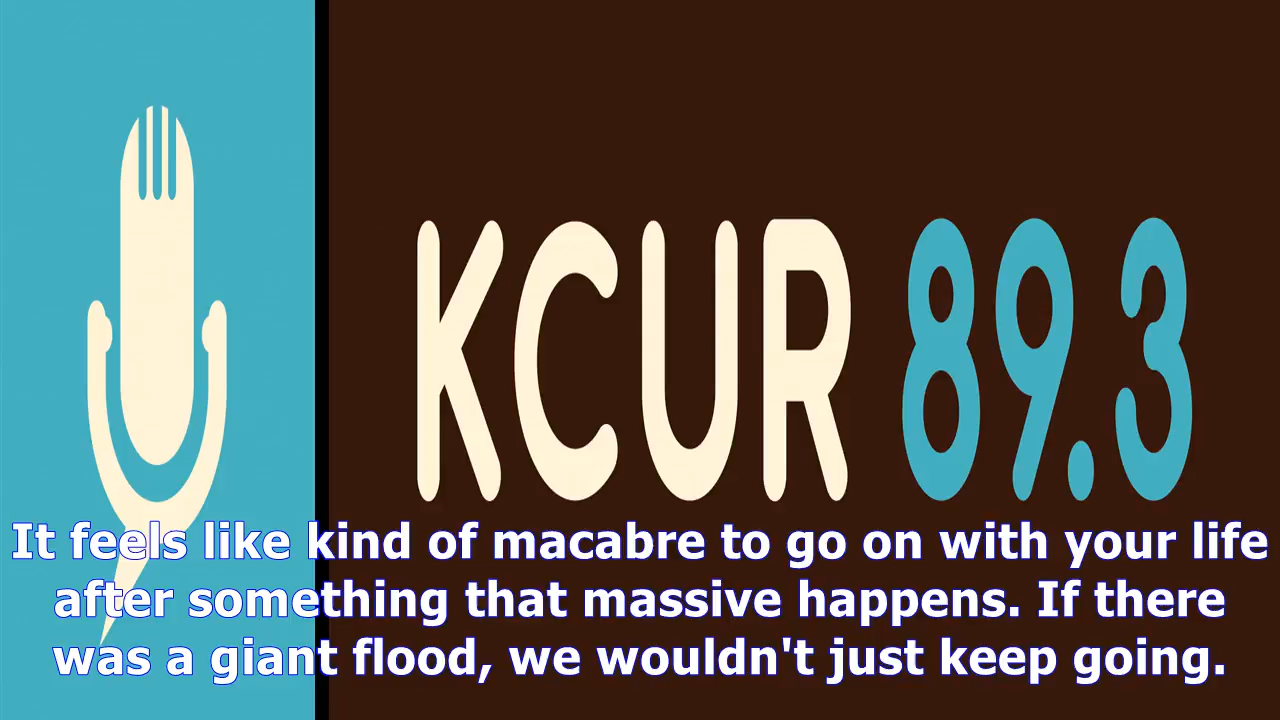 KCUR 89.3
It feels like kind of macabre to go on with your life
after something that massive happens. If there
was a giant flood, we wouldn't just keep going.